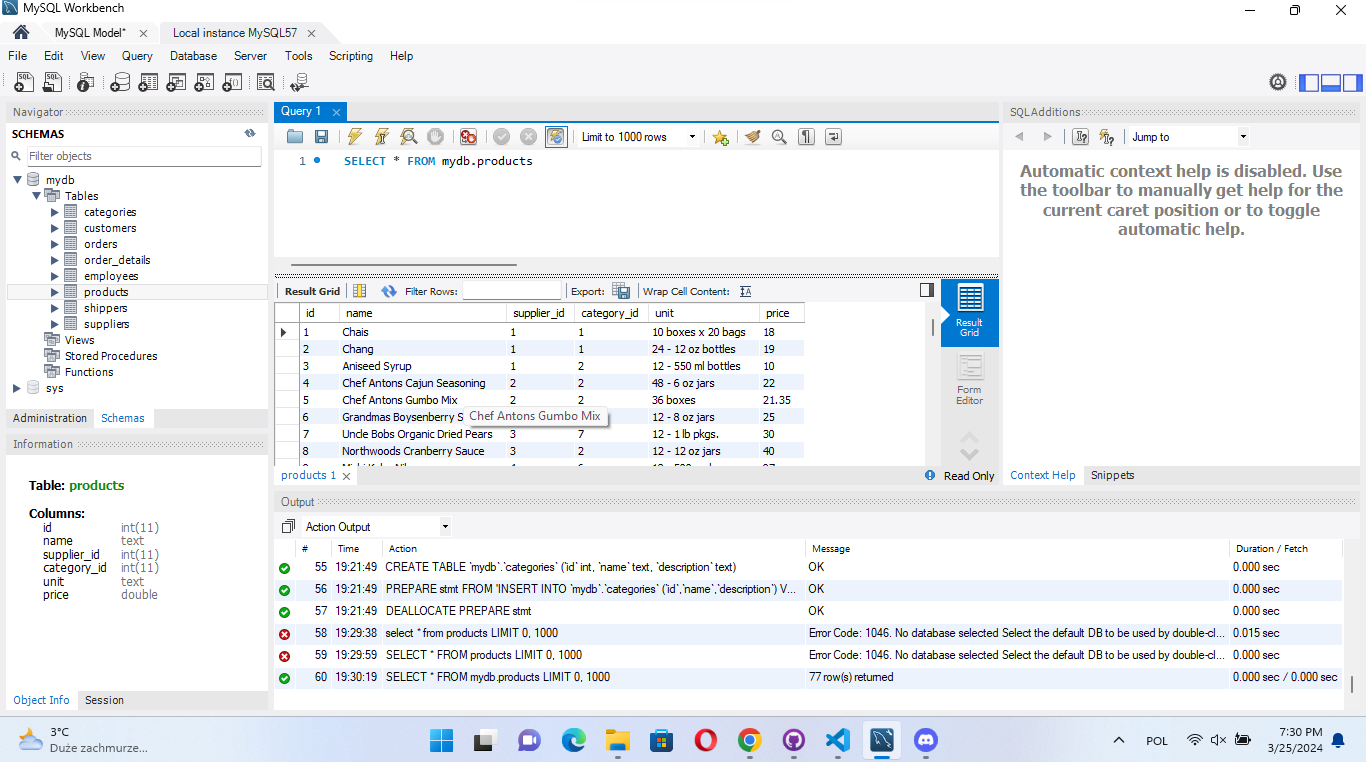 MySQL Workbench
MySQL Model*
Local instance MySQL57
File Edit View Query Database Server Tools Scripting Help
Navigator
SCHEMAS
Filter objects
mydb
Tables
categories
customers
orders
order_details
employees
products
shippers
suppliers
Views
Stored Procedures
Functions
sys
Administration Schemas
Information
Table: products
Columns:
id int(11)
name text
supplier_id int(11)
category_id int(11)
unit text
price double
Object Info Session
Query 1
Limit to 1000 rows
1 SELECT * FROM mydb.products
Result Grid Filter Rows: Export: Wrap Cell Content:
id name supplier_id category_id unit price
1 Chais 1 1 10 boxes x 20 bags 18
2 Chang 1 1 24 - 12 oz bottles 19
3 Aniseed Syrup 1 2 12 - 550 ml bottles 10
4 Chef Antons Cajun Seasoning 2 2 48 - 6 oz jars 22
5 Chef Antons Gumbo Mix 2 2 36 boxes 21.35
6 Grandmas Boysenberry S 12 - 8 oz jars 25
Chef Antons Gumbo Mix
7 Uncle Bobs Organic Dried Pears 3 7 12 - 1 lb pkgs. 30
8 Northwoods Cranberry Sauce 3 2 12 - 12 oz jars 40
Result Grid
Form Editor
products 1
Read Only
SQLAdditions
Jump to
Automatic context help is disabled. Use
the toolbar to manually get help for the
current caret position or to toggle
automatic help.
Context Help Snippets
Output
Action Output
# Time Action Message Duration / Fetch
55 19:21:49 CREATE TABLE `mydb`.`categories` (`id` int, `name` text, `description` text) OK 0.000 sec
56 19:21:49 PREPARE stmt FROM 'INSERT INTO `mydb`.`categories` (`id`,`name`,`description`) V... OK 0.000 sec
57 19:21:49 DEALLOCATE PREPARE stmt OK 0.000 sec
58 19:29:38 select * from products LIMIT 0, 1000 Error Code: 1046. No database selected Select the default DB to be used by double-cl... 0.015 sec
59 19:29:59 SELECT * FROM products LIMIT 0, 1000 Error Code: 1046. No database selected Select the default DB to be used by double-cl... 0.000 sec
60 19:30:19 SELECT * FROM mydb.products LIMIT 0, 1000 77 row(s) returned 0.000 sec / 0.000 sec
3°C
Duże zachmurze...
POL
7:30 PM
3/25/2024